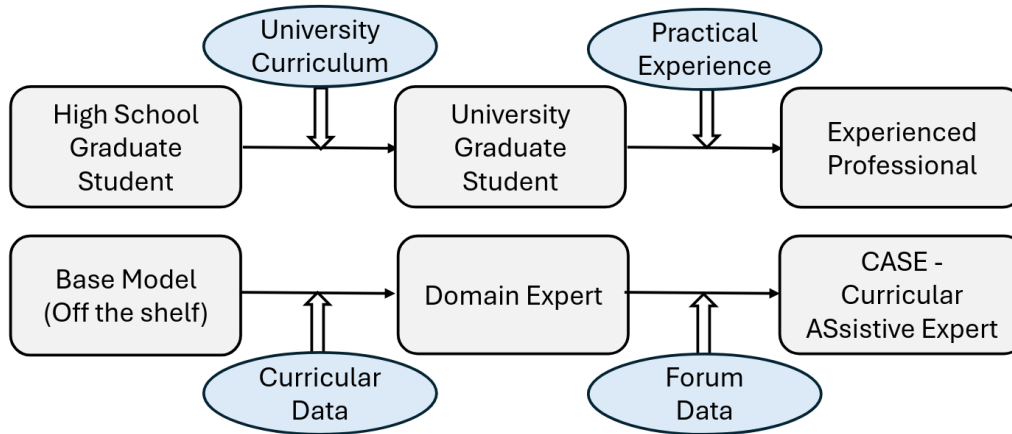 University
Curriculum
Practical
Experience
High School
Graduate
Student
University
Graduate
Student
Experienced
Professional
Base Model
(Off the shelf)
Domain Expert
CASE -
Curricular
ASsistive Expert
Curricular
Data
Forum
Data